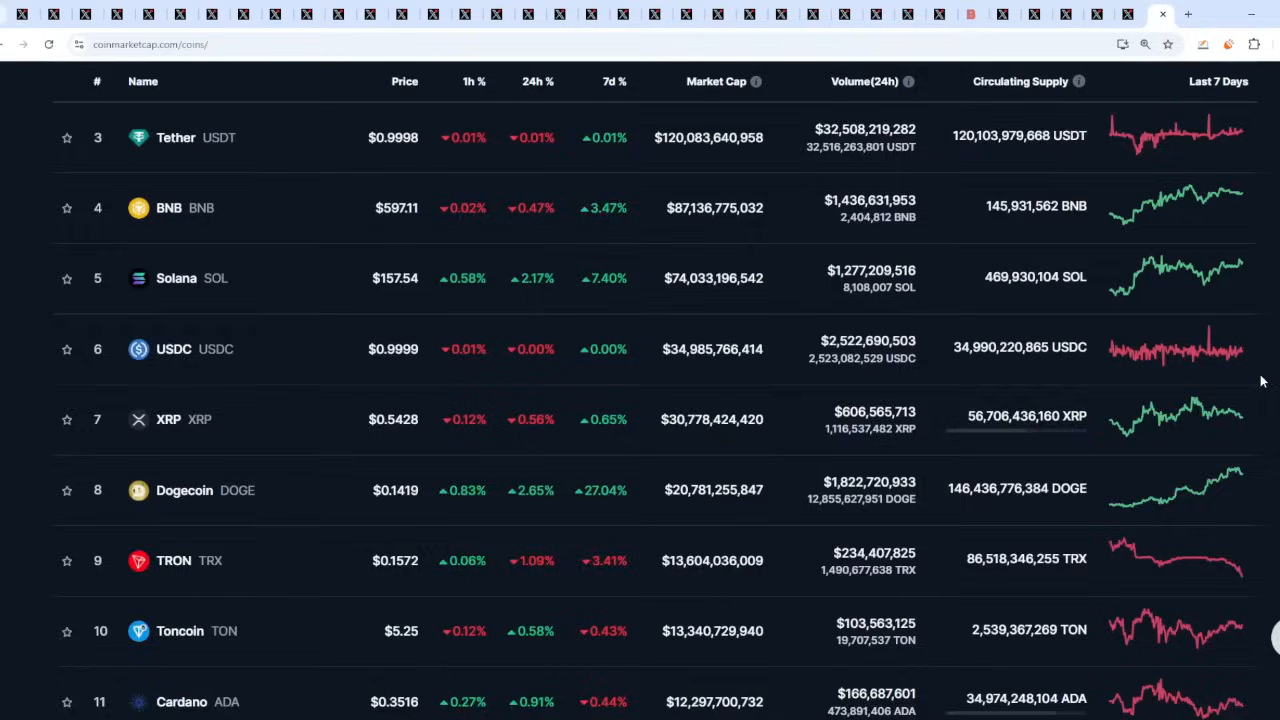 coinmarketcap.com/coins/
# Name Price 1h % 24h % 7d % Market Cap Volume(24h) Circulating Supply Last 7 Days
3 Tether USDT $0.9998 0.01% 0.01% 0.01% $120,083,640,958 $32,508,219,282 120,103,979,668 USDT
32,516,263,801 USDT
4 BNB BNB $597.11 0.02% 0.47% 3.47% $87,136,775,032 $1,436,631,953 145,931,562 BNB
2,404,812 BNB
5 Solana SOL $157.54 0.58% 2.17% 7.40% $74,033,196,542 $1,277,209,516 469,930,104 SOL
8,108,007 SOL
6 USDC USDC $0.9999 0.01% 0.00% 0.00% $34,985,766,414 $2,522,690,503 34,990,220,865 USDC
2,523,082,529 USDC
7 XRP XRP $0.5428 0.12% 0.56% 0.65% $30,778,424,420 $606,565,713 56,706,436,160 XRP
1,116,537,482 XRP
8 Dogecoin DOGE $0.1419 0.83% 2.65% 27.04% $20,781,255,847 $1,822,720,933 146,436,776,384 DOGE
12,855,627,951 DOGE
9 TRON TRX $0.1572 0.06% 1.09% 3.41% $13,604,036,009 $234,407,825 86,518,346,255 TRX
1,490,677,638 TRX
10 Toncoin TON $5.25 0.12% 0.58% 0.43% $13,340,729,940 $103,563,125 2,539,367,269 TON
19,707,537 TON
11 Cardano ADA $0.3516 0.27% 0.91% 0.44% $12,297,700,732 $166,687,601 34,974,248,104 ADA
473,891,406 ADA